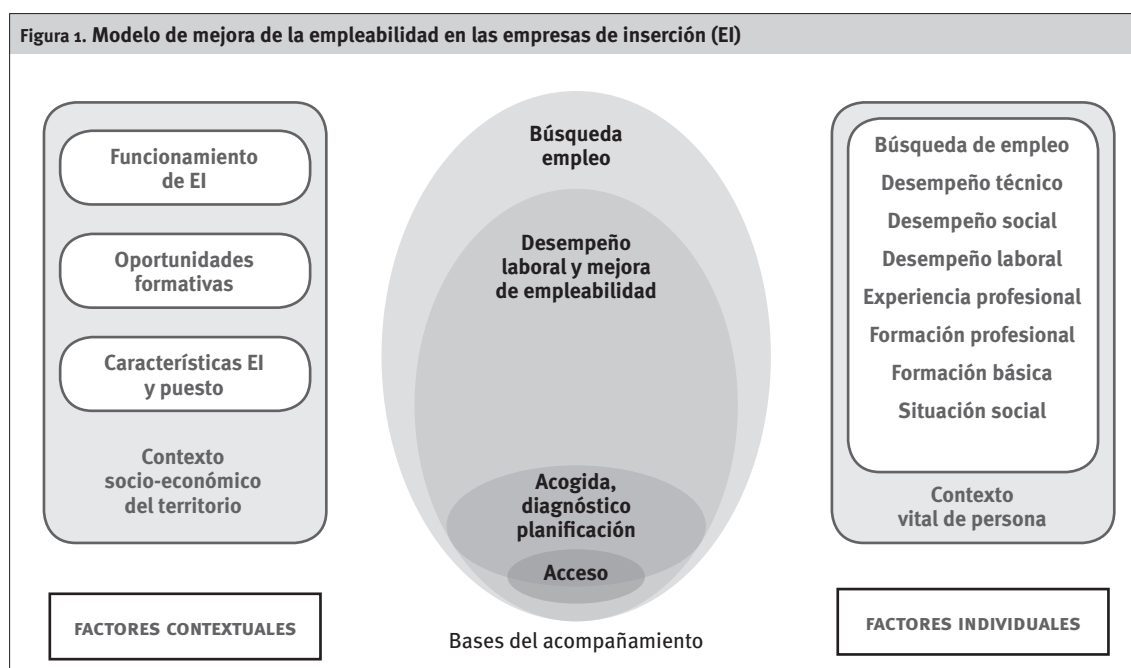 Figura 1. Modelo de mejora de la empleabilidad en las empresas de inserción (EI)
Funcionamiento
de EI
Oportunidades
formativas
Características EI
y puesto
Contexto
socio-económico
del territorio
FACTORES CONTEXTUALES
Búsqueda
empleo
Desempeño
laboral y mejora
de empleabilidad
Acogida,
diagnóstico
planificación
Acceso
Bases del acompañamiento
Búsqueda de empleo
Desempeño técnico
Desempeño social
Desempeño laboral
Experiencia profesional
Formación profesional
Formación básica
Situación social
Contexto
vital de persona
FACTORES INDIVIDUALES